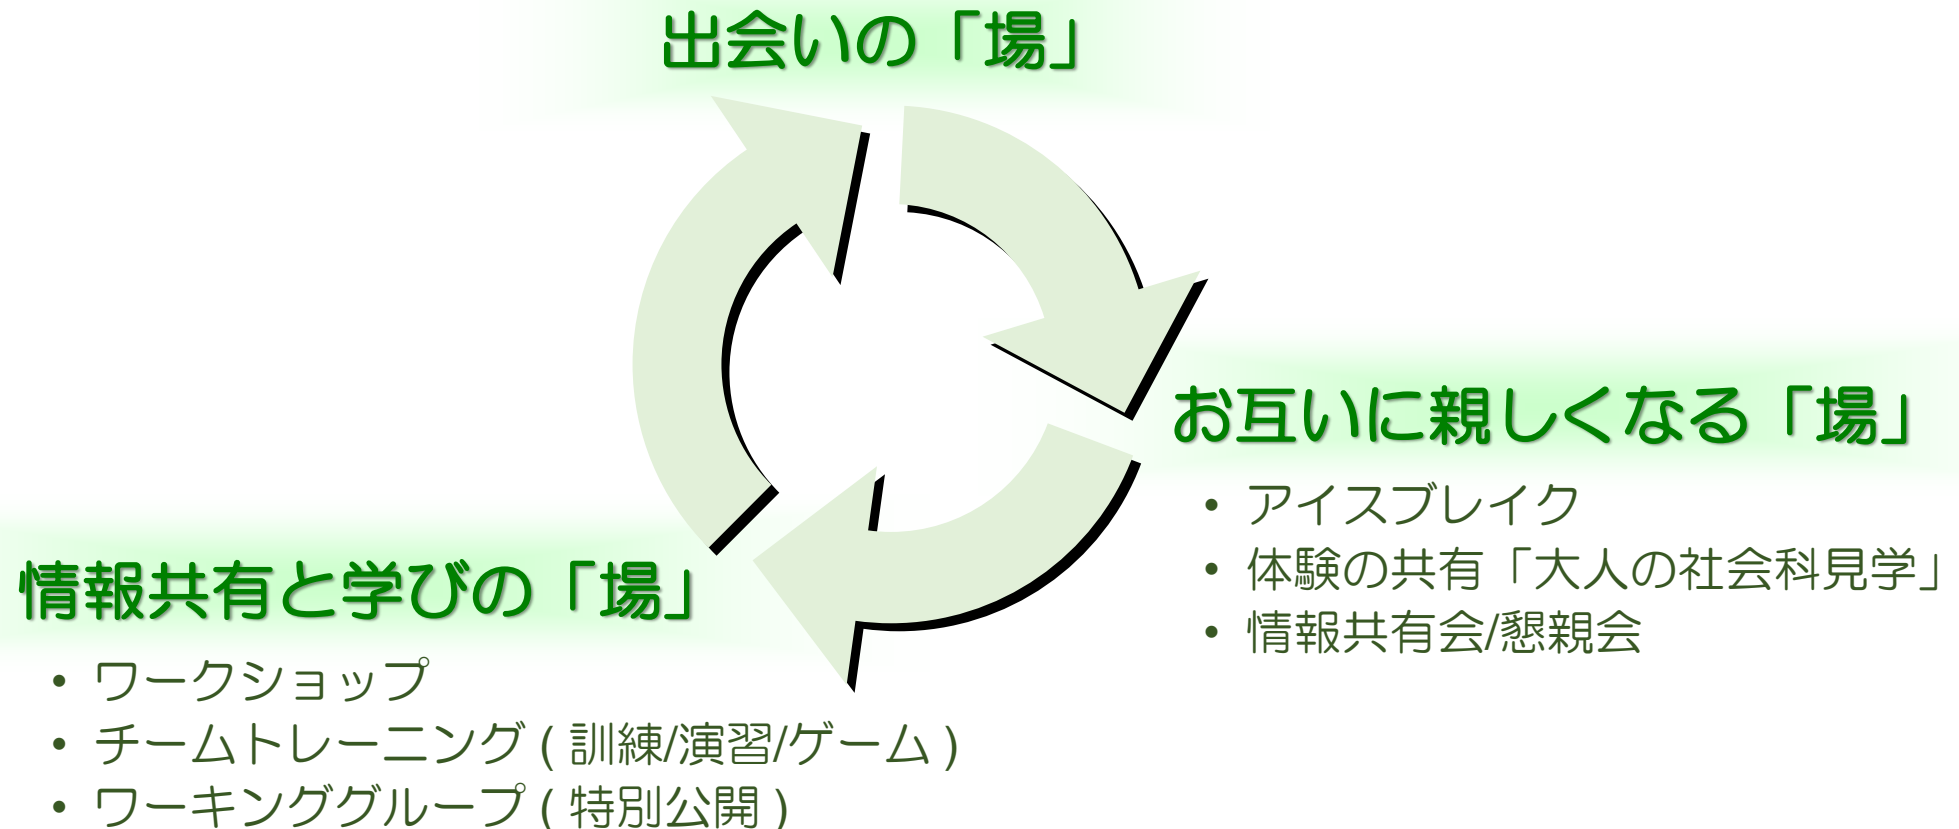 出会いの「場」
お互いに親しくなる「場」
• アイスブレイク
• 体験の共有「大人の社会科見学」
• 情報共有会/懇親会
情報共有と学びの「場」
• ワークショップ
• チームトレーニング ( 訓練/演習/ゲーム )
• ワーキンググループ ( 特別公開 )